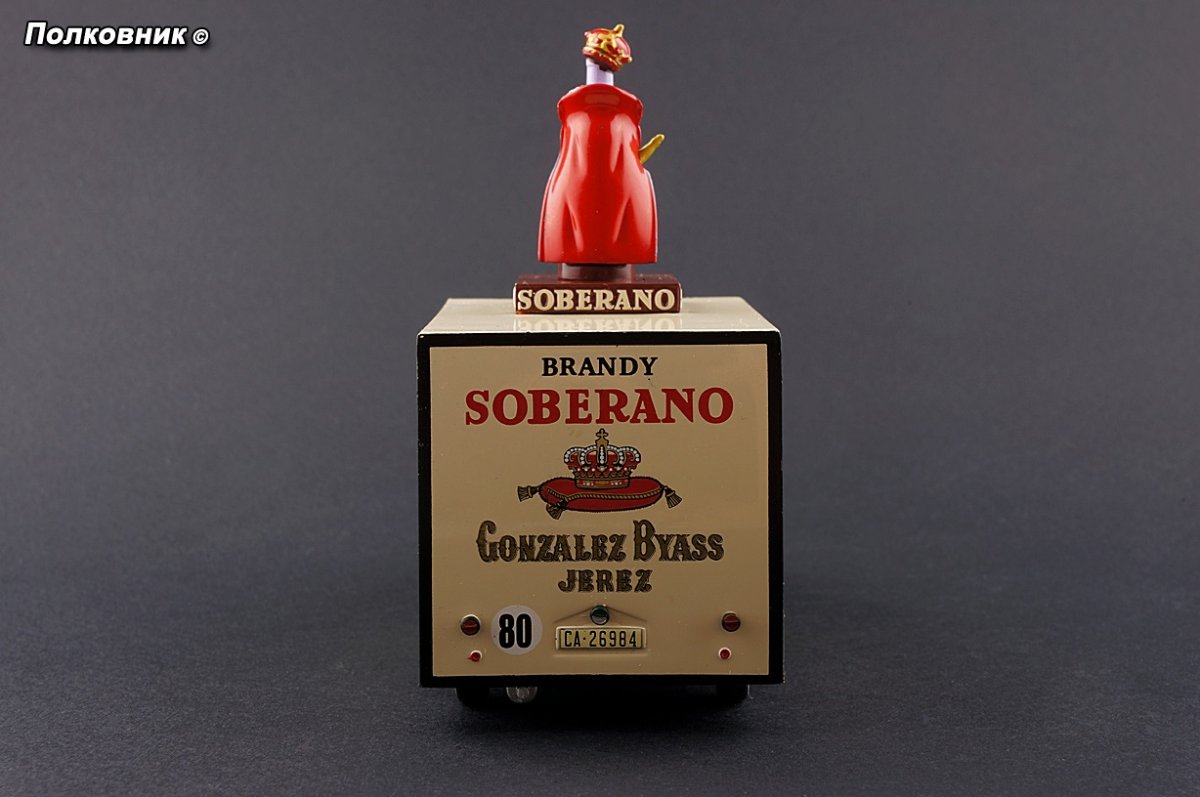 Полковник ©
SOBERANO
BRANDY
SOBERANO
GONZALEZ BYASS
JEREZ
80
CA-26984